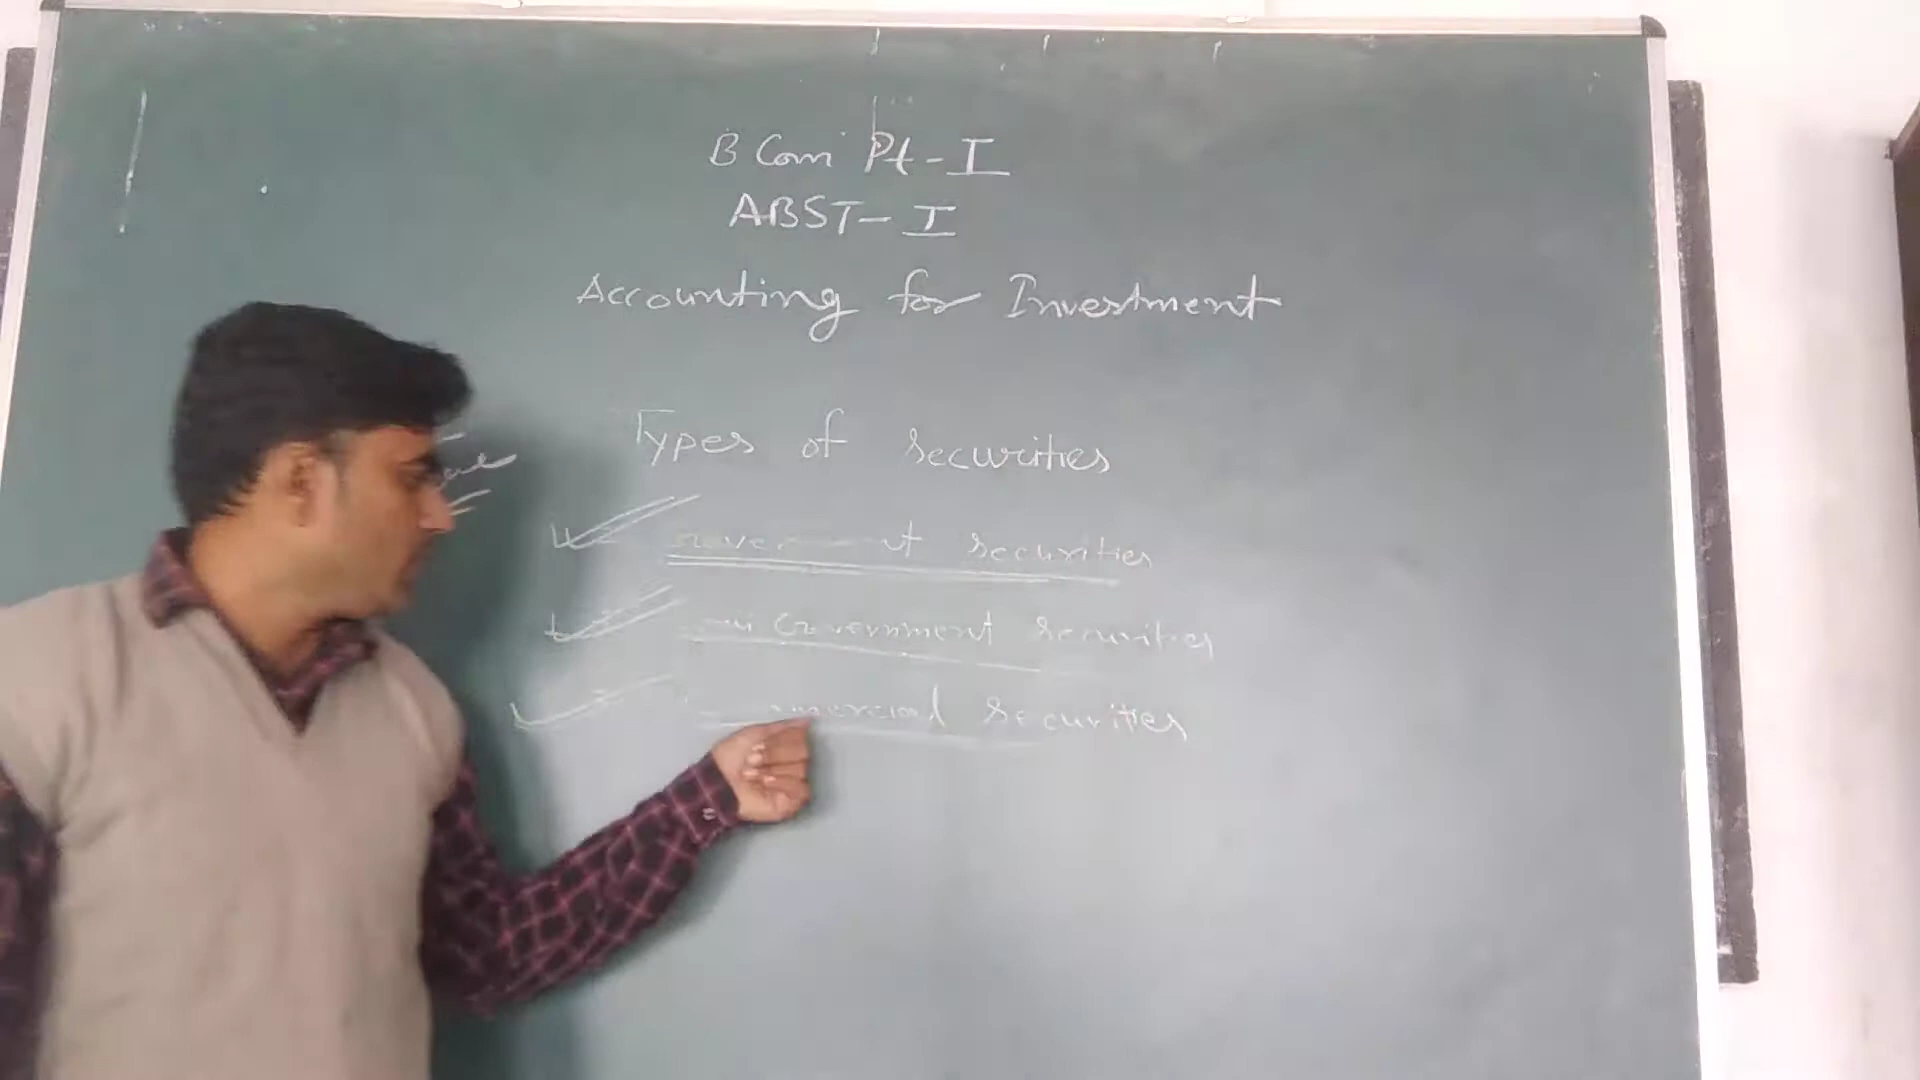 B Com Pt-I
ABST-I
Accounting for Investment
Types of securities
securities
Government securities
securities